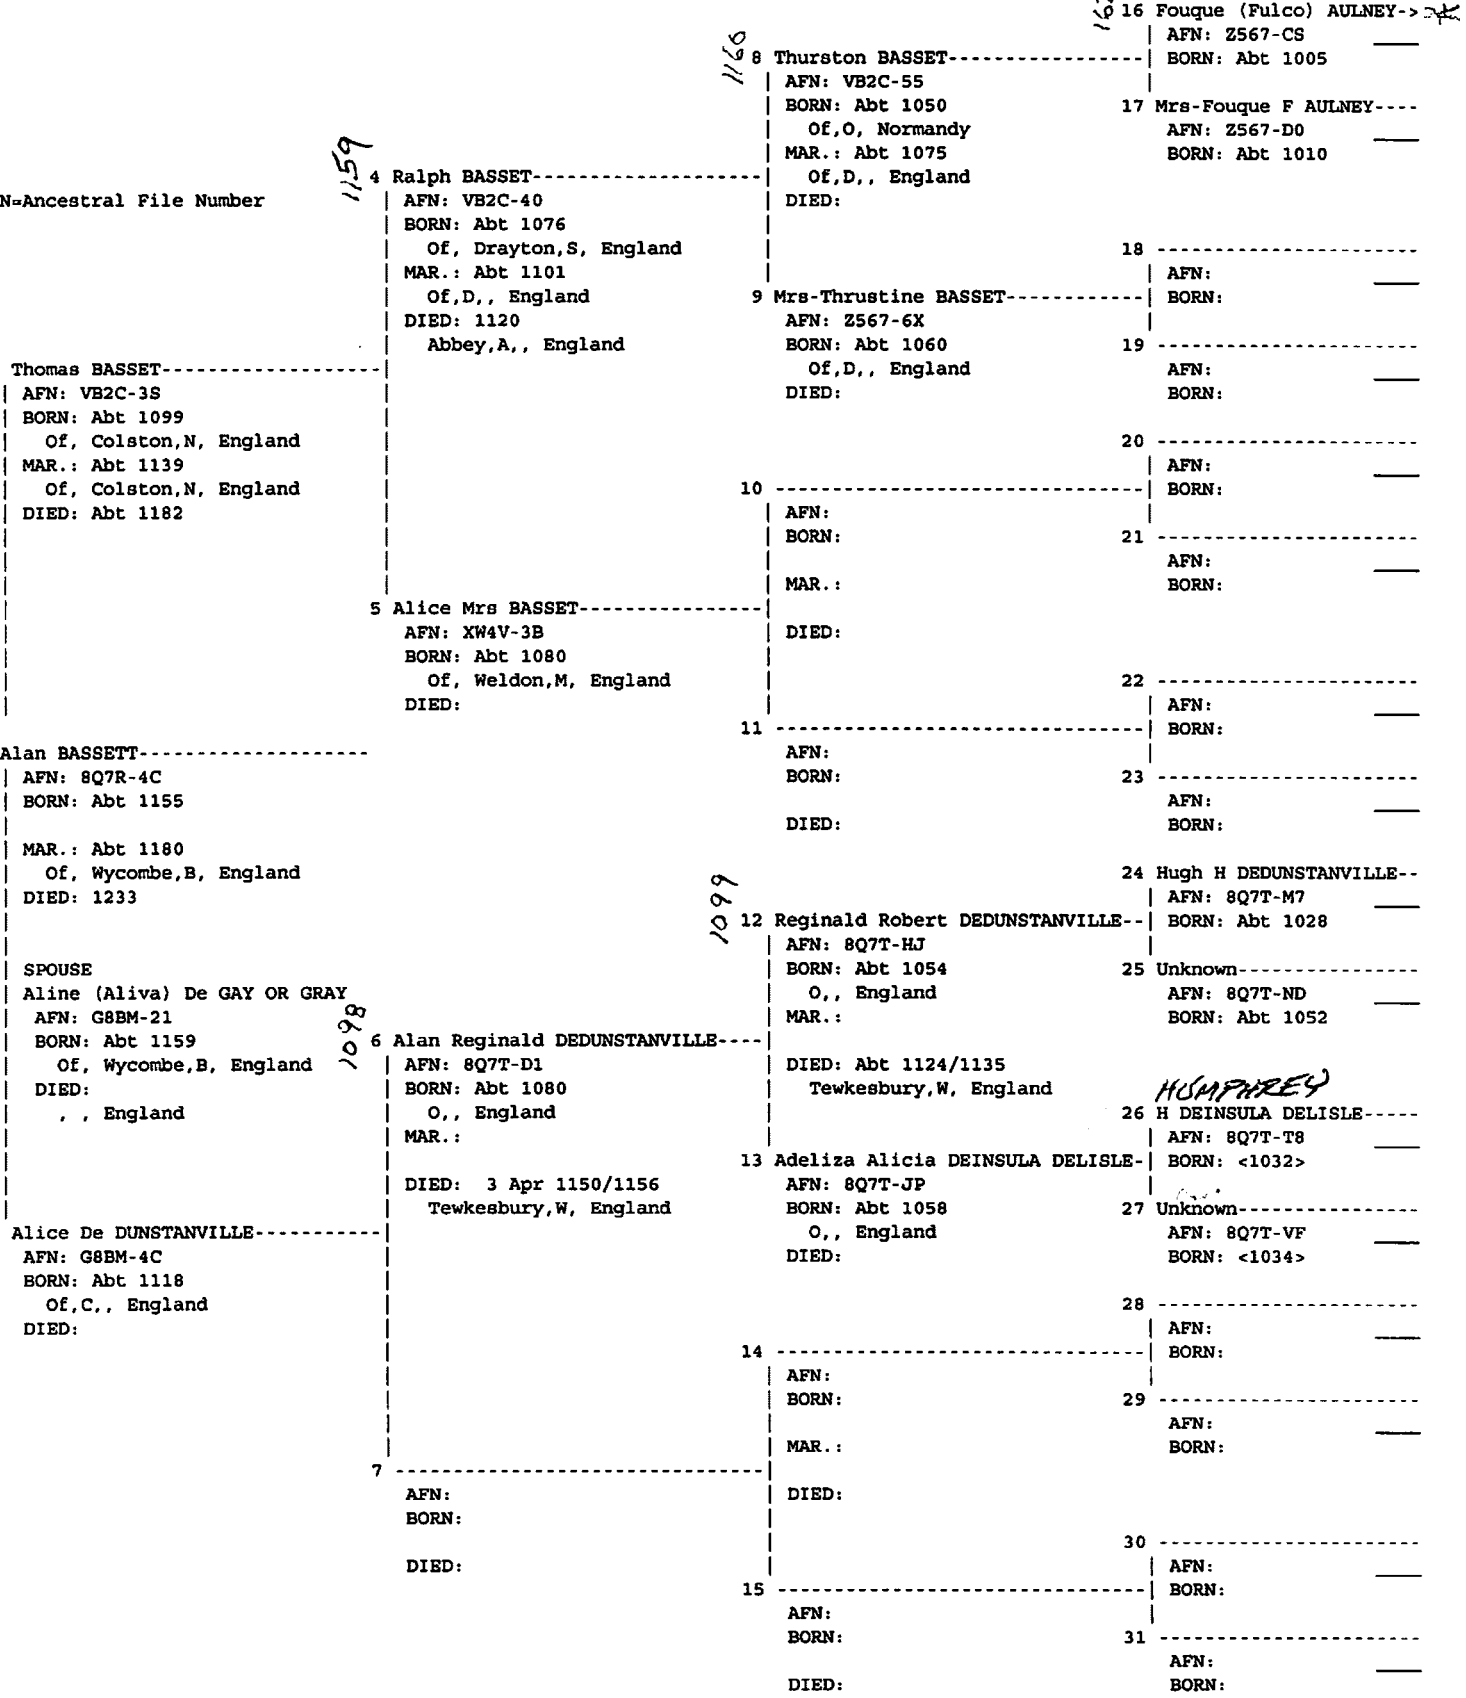 N=Ancestral File Number
Thomas BASSET
AFN: VB2C-3S
BORN: Abt 1099
Of, Colston,N, England
MAR.: Abt 1139
Of, Colston,N, England
DIED: Abt 1182
Alan BASSETT
AFN: 8Q7R-4C
BORN: Abt 1155
MAR.: Abt 1180
Of, Wycombe,B, England
DIED: 1233
SPOUSE
Aline (Aliva) De GAY OR GRAY
AFN: G8BM-21
BORN: Abt 1159
Of, Wycombe,B, England
DIED:
, , England
Alice De DUNSTANVILLE
AFN: G8BM-4C
BORN: Abt 1118
Of,C,, England
DIED:
1159
4 Ralph BASSET
AFN: VB2C-40
BORN: Abt 1076
Of, Drayton,S, England
MAR.: Abt 1101
Of,D,, England
DIED: 1120
Abbey,A,, England
5 Alice Mrs BASSET
AFN: XW4V-3B
BORN: Abt 1080
Of, Weldon,M, England
DIED:
1098
6 Alan Reginald DEDUNSTANVILLE
AFN: 8Q7T-D1
BORN: Abt 1080
O,, England
MAR.:
DIED: 3 Apr 1150/1156
Tewkesbury,W, England
7
AFN:
BORN:
DIED:
1160
8 Thurston BASSET
AFN: VB2C-55
BORN: Abt 1050
Of,O, Normandy
MAR.: Abt 1075
Of,D,, England
DIED:
9 Mrs-Thrustine BASSET
AFN: Z567-6X
BORN: Abt 1060
Of,D,, England
DIED:
10
AFN:
BORN:
MAR.:
DIED:
11
AFN:
BORN:
DIED:
1099
12 Reginald Robert DEDUNSTANVILLE
AFN: 8Q7T-HJ
BORN: Abt 1054
O,, England
MAR.:
DIED: Abt 1124/1135
Tewkesbury,W, England
13 Adeliza Alicia DEINSULA DELISLE
AFN: 8Q7T-JP
BORN: Abt 1058
O,, England
DIED:
14
AFN:
BORN:
MAR.:
DIED:
15
AFN:
BORN:
DIED:
16 Fouque (Fulco) AULNEY->
AFN: Z567-CS
BORN: Abt 1005
17 Mrs-Fouque F AULNEY
AFN: Z567-D0
BORN: Abt 1010
18
AFN:
BORN:
19
AFN:
BORN:
20
AFN:
BORN:
21
AFN:
BORN:
22
AFN:
BORN:
23
AFN:
BORN:
24 Hugh H DEDUNSTANVILLE
AFN: 8Q7T-M7
BORN: Abt 1028
25 Unknown
AFN: 8Q7T-ND
BORN: Abt 1052
HUMPHREY
26 H DEINSULA DELISLE
AFN: 8Q7T-T8
BORN: <1032>
27 Unknown
AFN: 8Q7T-VF
BORN: <1034>
28
AFN:
BORN:
29
AFN:
BORN:
30
AFN:
BORN:
31
AFN:
BORN: